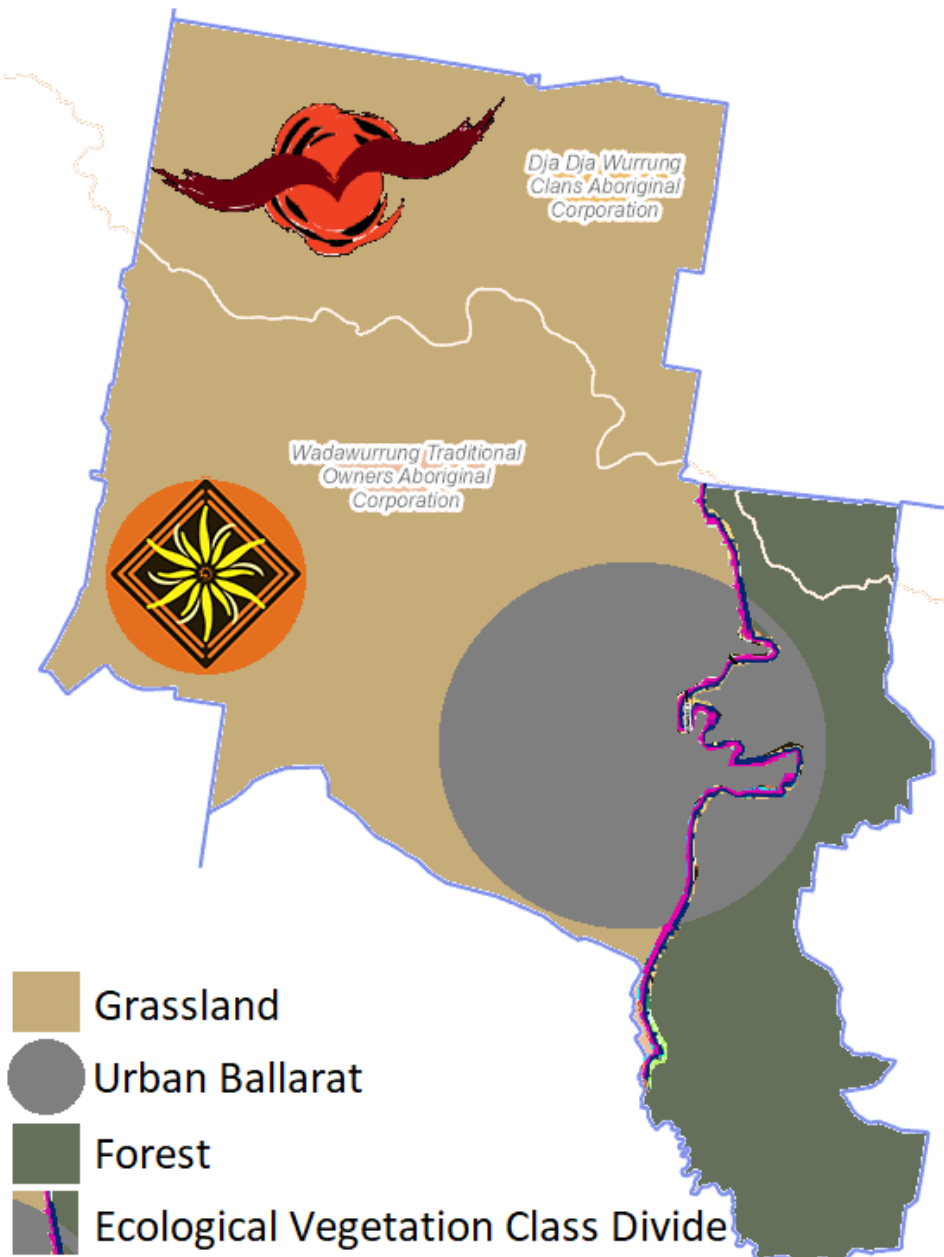 Dja Dja Wurrung
Clans Aboriginal
Corporation
Wadawurrung Traditional
Owners Aboriginal
Corporation
Grassland
Urban Ballarat
Forest
Ecological Vegetation Class Divide